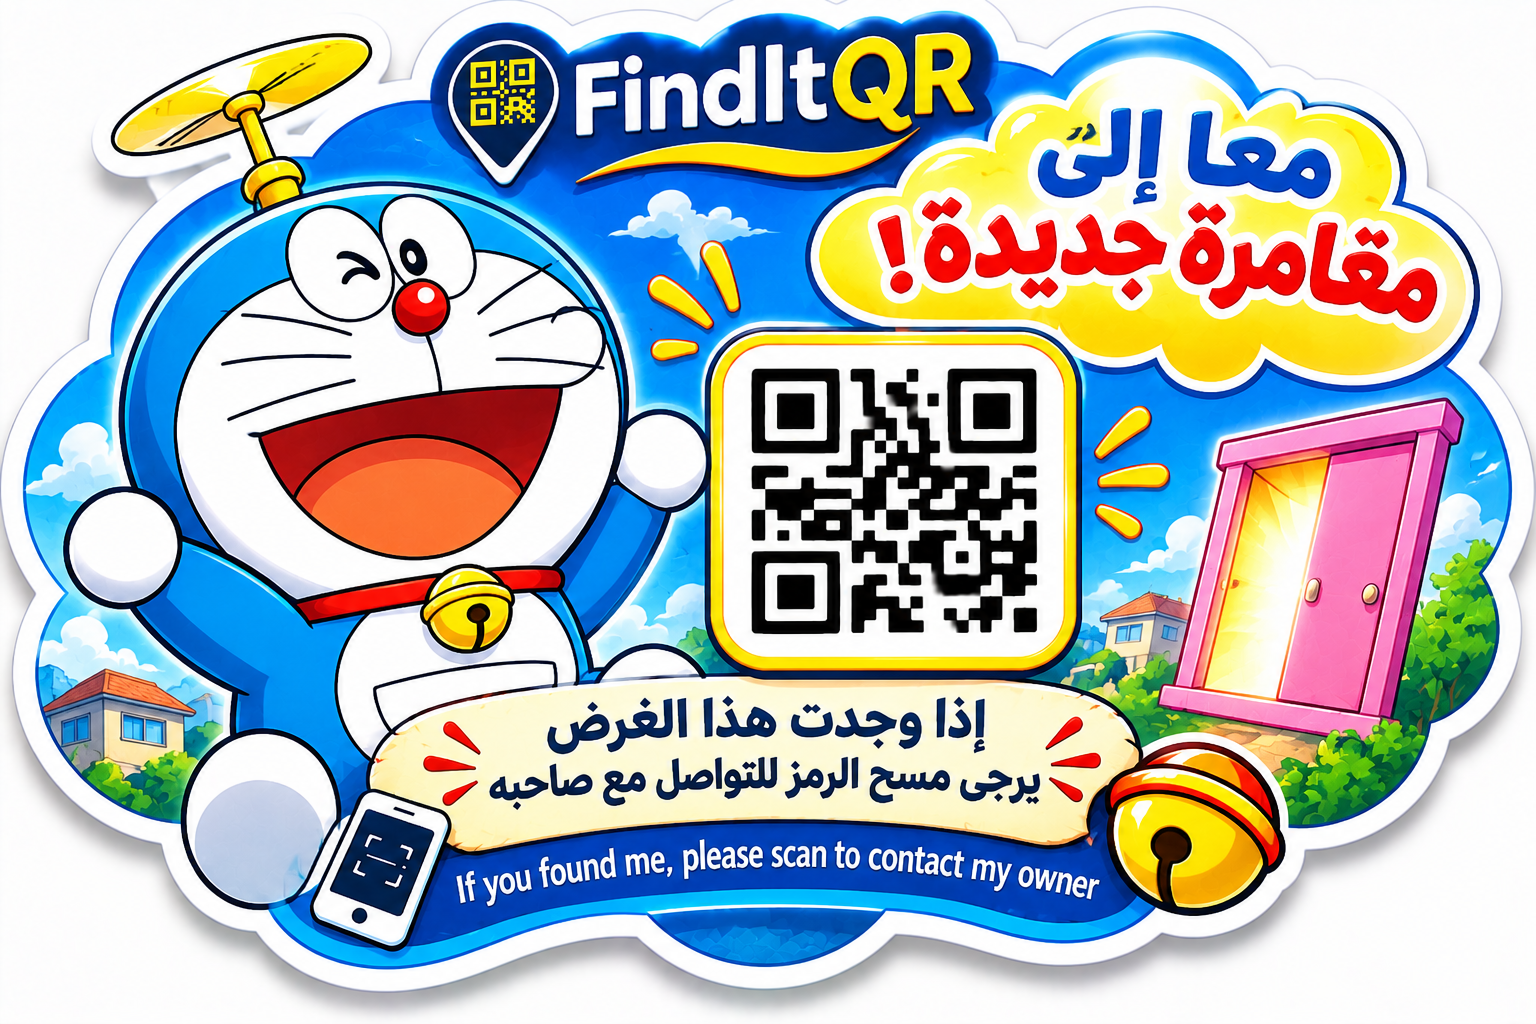 FindItQR
معا إلىً
مغامرة جديدة!
إذا وجدت هذا الغرض
يرجى مسح الرمز للتواصل مع صاحبه
If you found me, please scan to contact my owner